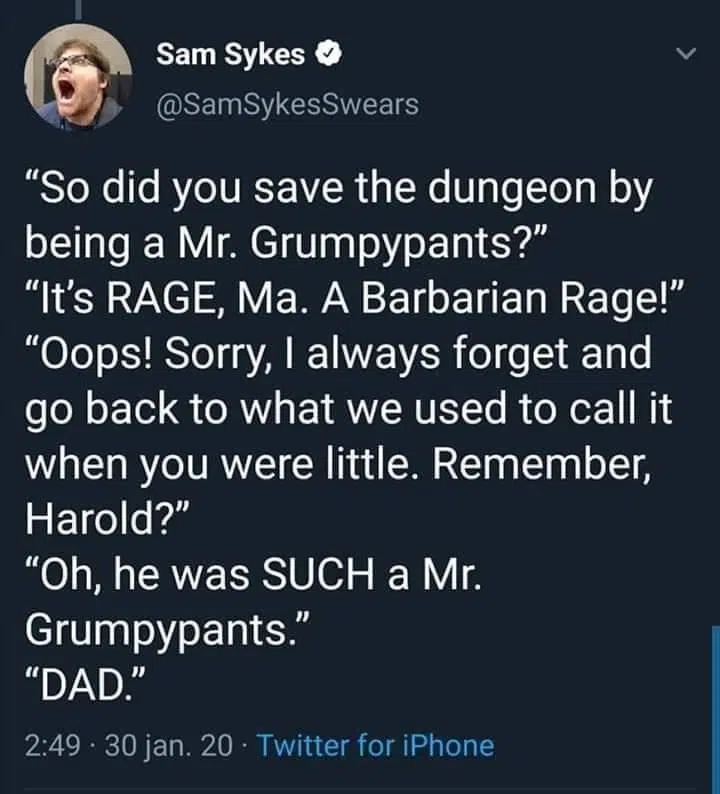 Sam Sykes
@SamSykesSwears
“So did you save the dungeon by
being a Mr. Grumpypants?”
“It’s RAGE, Ma. A Barbarian Rage!”
“Oops! Sorry, I always forget and
go back to what we used to call it
when you were little. Remember,
Harold?”
“Oh, he was SUCH a Mr.
Grumpypants.”
“DAD.”
2:49 · 30 jan. 20 · Twitter for iPhone